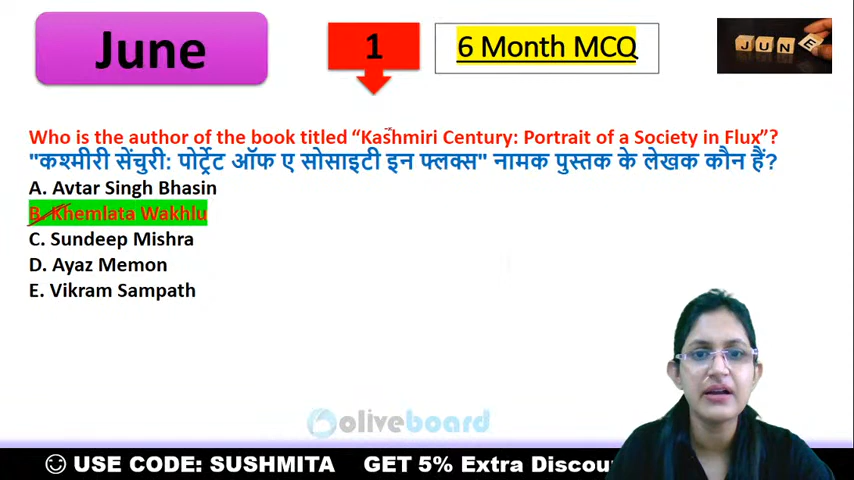 June
1
6 Month MCQ
JUNE
Who is the author of the book titled “Kashmiri Century: Portrait of a Society in Flux”?
"कश्मीरी सेंचुरी: पोर्ट्रेट ऑफ ए सोसाइटी इन फ्लक्स" नामक पुस्तक के लेखक कौन हैं?
A. Avtar Singh Bhasin
B. Khemlata Wakhlu
C. Sundeep Mishra
D. Ayaz Memon
E. Vikram Sampath
oliveboard
USE CODE: SUSHMITA GET 5% Extra Discou